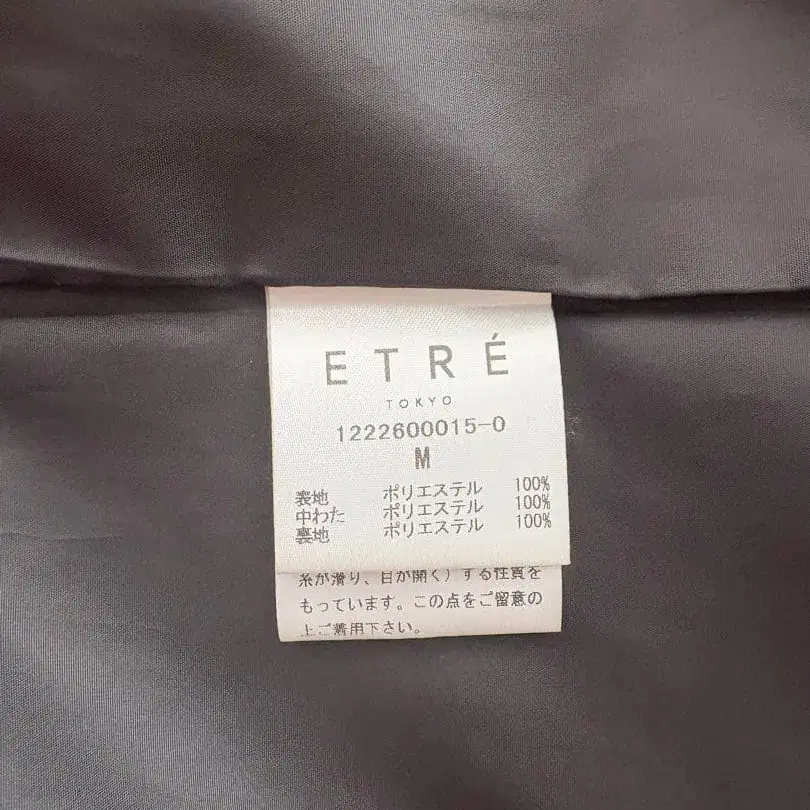 ETRÉ
TOKYO
1222600015-0
M
表地 ポリエステル 100%
中わた ポリエステル 100%
裏地 ポリエステル 100%
糸が滑り、目が開く）する性質を
もっています。この点をご留意の
上ご着用下さい。